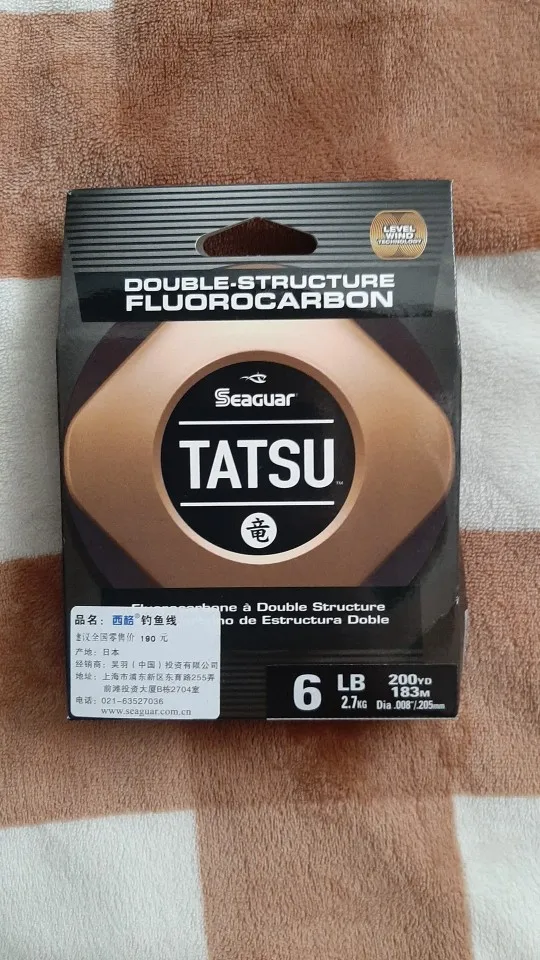 LEVEL
WIND
TECHNOLOGY
DOUBLE-STRUCTURE
FLUOROCARBON
Seaguar
TATSU™
竜
Fluorocarbone à Double Structure
no de Estructura Doble
品名：西格®钓鱼线
建议全国零售价 190 元
产地：日本
经销商：吴羽（中国）投资有限公司
地址：上海市浦东新区东育路255弄
前滩投资大厦B栋2704室
电话：021-63527036
www.seaguar.com.cn
6 LB 200YD
2.7KG 183M
Dia .008"/.205mm